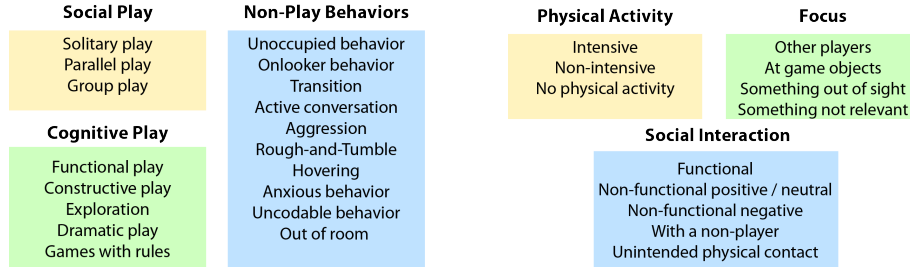 Social Play
Solitary play
Parallel play
Group play
Cognitive Play
Functional play
Constructive play
Exploration
Dramatic play
Games with rules
Non-Play Behaviors
Unoccupied behavior
Onlooker behavior
Transition
Active conversation
Aggression
Rough-and-Tumble
Hovering
Anxious behavior
Uncodable behavior
Out of room
Physical Activity
Intensive
Non-intensive
No physical activity
Focus
Other players
At game objects
Something out of sight
Something not relevant
Social Interaction
Functional
Non-functional positive / neutral
Non-functional negative
With a non-player
Unintended physical contact